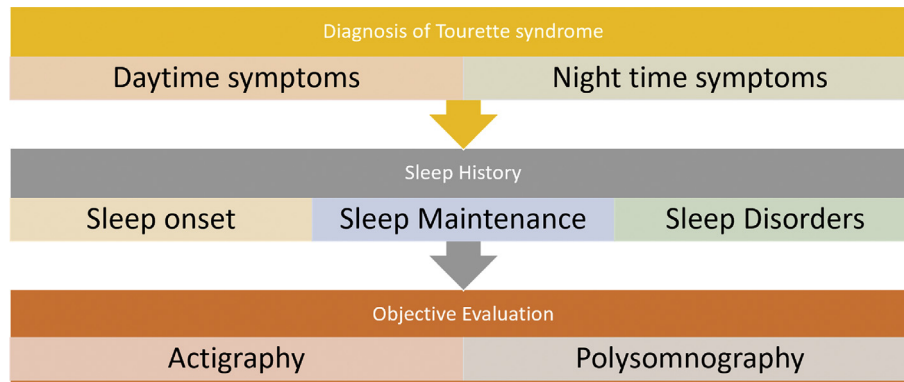 Diagnosis of Tourette syndrome
Daytime symptoms Night time symptoms
Sleep History
Sleep onset Sleep Maintenance Sleep Disorders
Objective Evaluation
Actigraphy Polysomnography